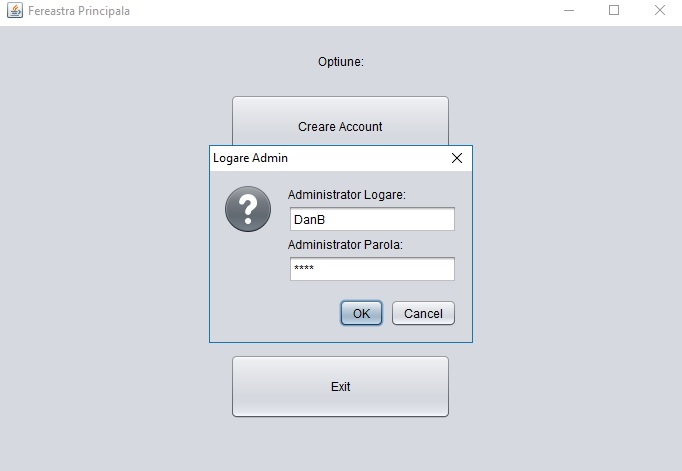 Fereastra Principala
Optiune:
Creare Account
Logare Admin
Administrator Logare:
DanB
Administrator Parola:
****
OK Cancel
Exit